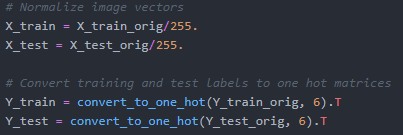 # Normalize image vectors
X_train = X_train_orig/255.
X_test = X_test_orig/255.
# Convert training and test labels to one hot matrices
Y_train = convert_to_one_hot(Y_train_orig, 6).T
Y_test = convert_to_one_hot(Y_test_orig, 6).T